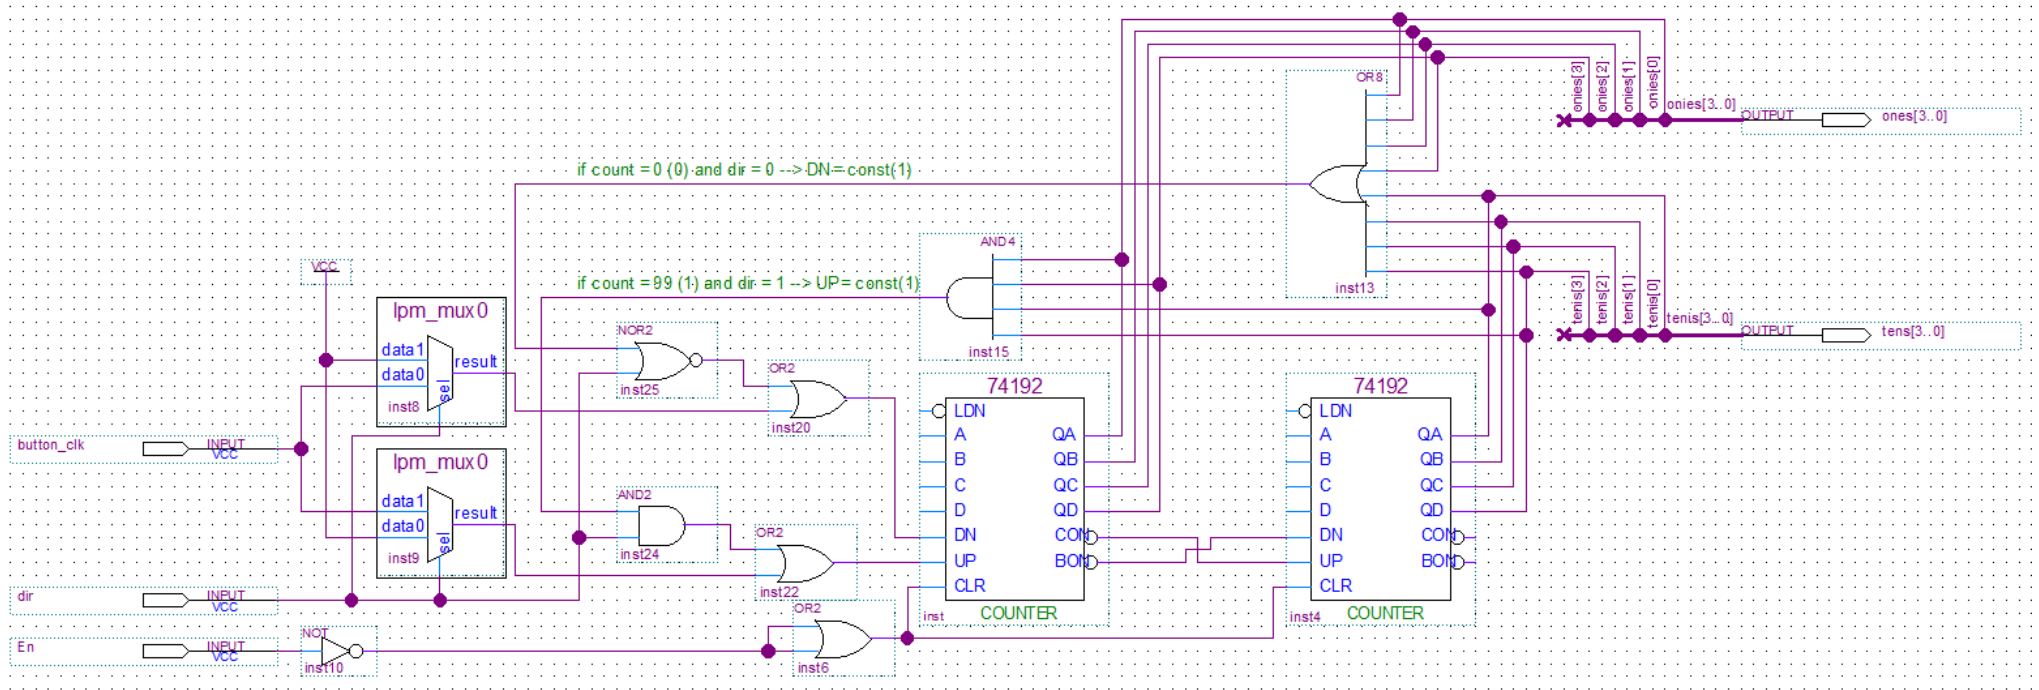 OR8
onies[3]
onies[2]
onies[1]
onies[0]
onies[3..0]
OUTPUT
ones[3..0]
if count = 0 (0) and dir = 0 --> DN = const(1)
inst13
tenis[3]
tenis[2]
tenis[1]
tenis[0]
tenis[3..0]
OUTPUT
tens[3..0]
AND4
inst15
if count = 99 (1) and dir = 1 --> UP = const(1)
VCC
lpm_mux0
data1
data0
sel
result
inst8
NOR2
inst25
OR2
inst20
button_clk
INPUT
VCC
lpm_mux0
data1
data0
sel
result
inst9
AND2
inst24
OR2
inst22
dir
INPUT
VCC
En
INPUT
VCC
NOT
inst10
OR2
inst6
74192
LDN
A
B
C
D
DN
UP
CLR
QA
QB
QC
QD
CON
BON
inst
COUNTER
74192
LDN
A
B
C
D
DN
UP
CLR
QA
QB
QC
QD
CON
BON
inst4
COUNTER